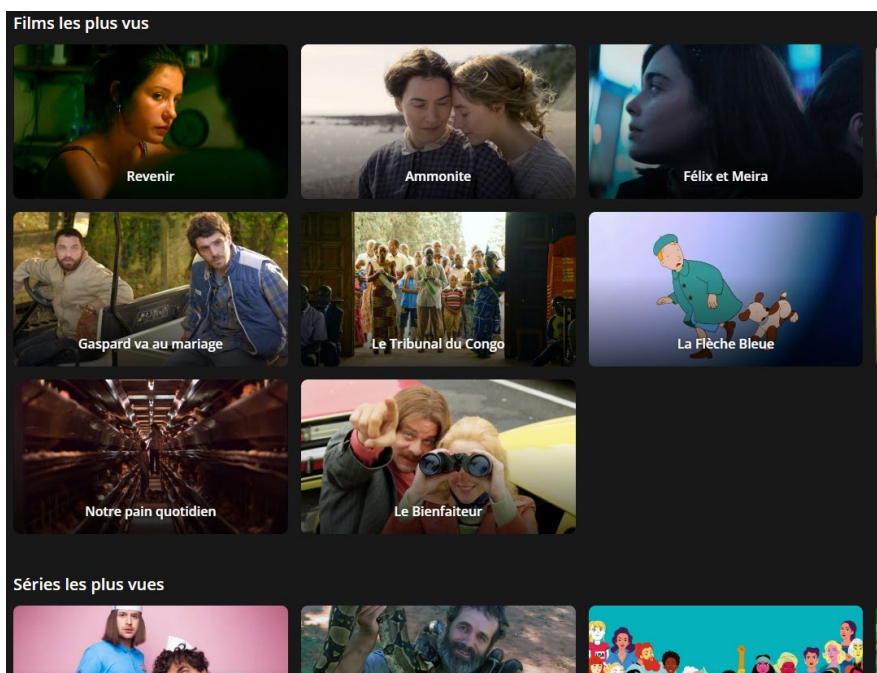 Films les plus vus
Revenir
Ammonite
Félix et Meira
Gaspard va au mariage
Le Tribunal du Congo
La Flèche Bleue
Notre pain quotidien
Le Bienfaiteur
Séries les plus vues